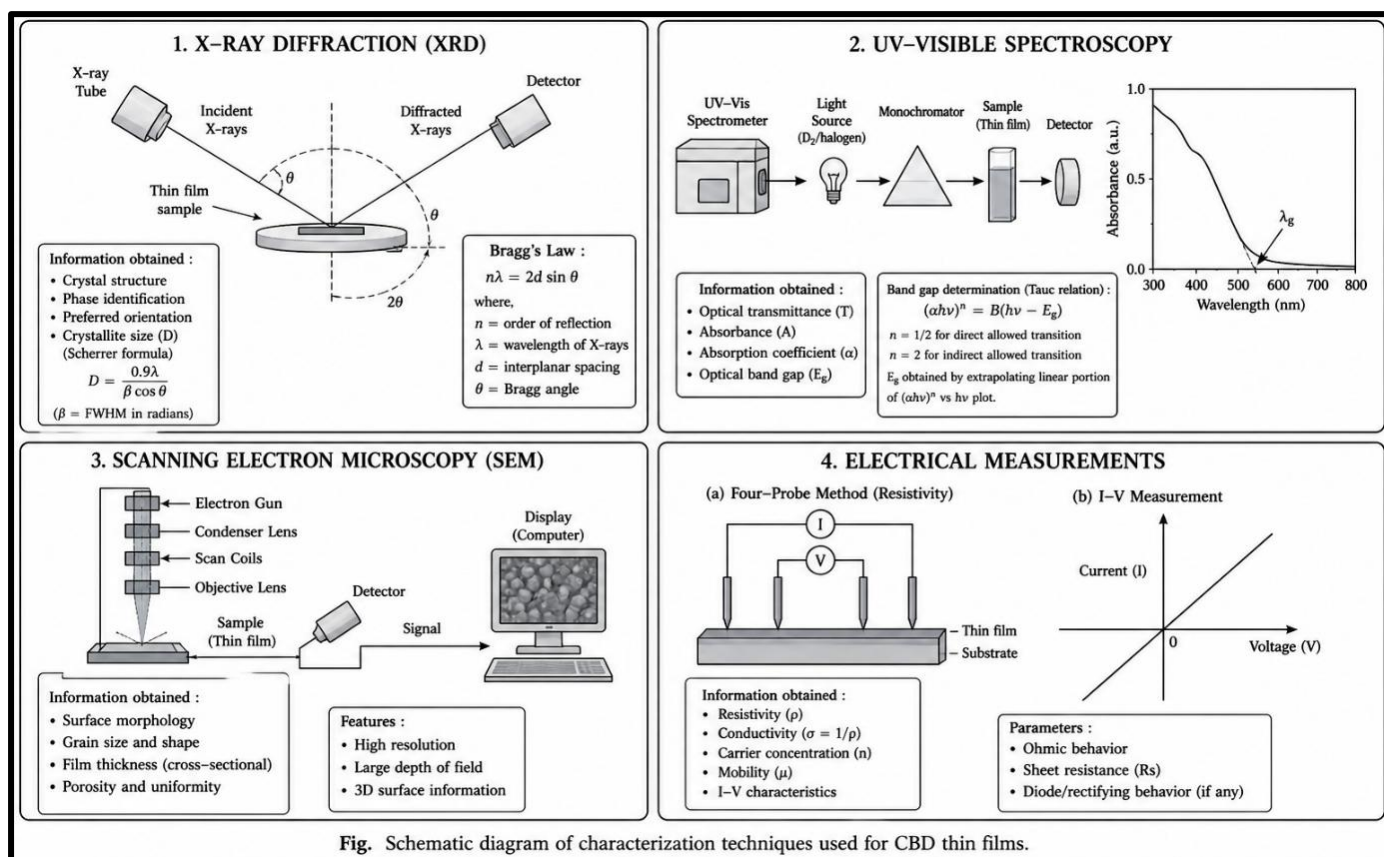 1. X–RAY DIFFRACTION (XRD)
X–ray
Tube
Incident
X-rays
Diffracted
X-rays
Detector
θ
θ
2θ
Thin film
sample
Information obtained :
• Crystal structure
• Phase identification
• Preferred orientation
• Crystallite size (D)
(Scherrer formula)
D = 0.9λ / β cos θ
(β = FWHM in radians)
Bragg's Law :
nλ = 2d sin θ
where,
n = order of reflection
λ = wavelength of X-rays
d = interplanar spacing
θ = Bragg angle
2. UV–VISIBLE SPECTROSCOPY
UV–Vis
Spectrometer
Light
Source
(D₂/halogen)
Monochromator
Sample
(Thin film)
Detector
Absorbance (a.u.)
1.0
0.5
0.0
λg
300 400 500 600 700 800
Wavelength (nm)
Information obtained :
• Optical transmittance (T)
• Absorbance (A)
• Absorption coefficient (α)
• Optical band gap (Eg)
Band gap determination (Tauc relation) :
(αhν)ⁿ = B(hν − Eg)
n = 1/2 for direct allowed transition
n = 2 for indirect allowed transition
Eg obtained by extrapolating linear portion
of (αhν)ⁿ vs hν plot.
3. SCANNING ELECTRON MICROSCOPY (SEM)
Electron Gun
Condenser Lens
Scan Coils
Objective Lens
Sample
(Thin film)
Detector
Signal
Display
(Computer)
Information obtained :
• Surface morphology
• Grain size and shape
• Film thickness (cross–sectional)
• Porosity and uniformity
Features :
• High resolution
• Large depth of field
• 3D surface information
4. ELECTRICAL MEASUREMENTS
(a) Four–Probe Method (Resistivity)
I
V
Thin film
Substrate
(b) I–V Measurement
Current (I)
0
Voltage (V)
Information obtained :
• Resistivity (ρ)
• Conductivity (σ = 1/ρ)
• Carrier concentration (n)
• Mobility (μ)
• I–V characteristics
Parameters :
• Ohmic behavior
• Sheet resistance (Rs)
• Diode/rectifying behavior (if any)
Fig. Schematic diagram of characterization techniques used for CBD thin films.